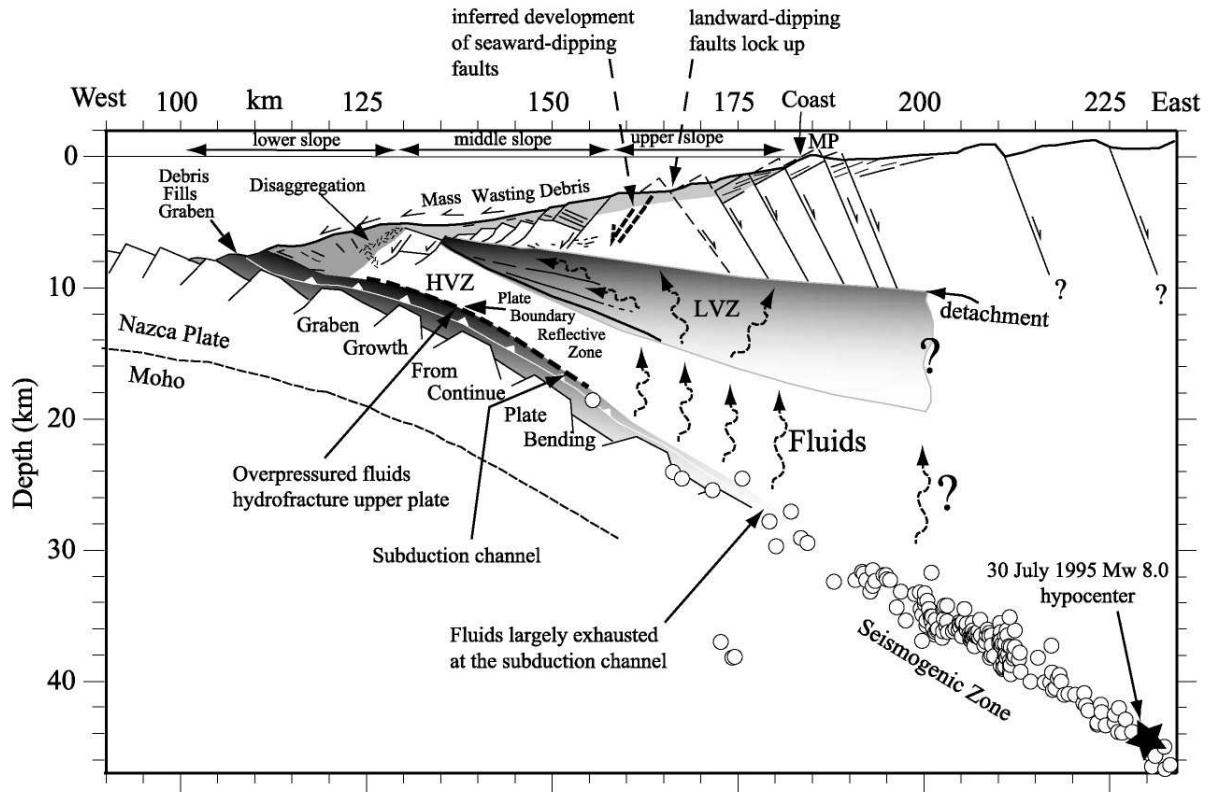 inferred development
of seaward-dipping
faults
landward-dipping
faults lock up
West 100 km 125 150 175 Coast 200 225 East
lower slope middle slope upper slope MP
0
Debris
Fills
Graben
Disaggregation
Mass Wasting Debris
10
HVZ
LVZ
Plate
Boundary
Reflective
Zone
detachment
? ?
?
Nazca Plate
Moho
Graben
Growth
From
Continue
Plate
Bending
20
Fluids
?
Overpressured fluids
hydrofracture upper plate
Subduction channel
30
30 July 1995 Mw 8.0
hypocenter
Fluids largely exhausted
at the subduction channel
Seismogenic Zone
40
Depth (km)